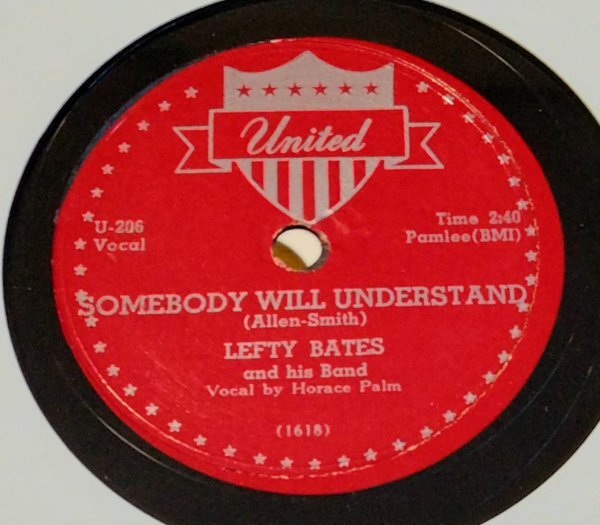 United
U-206
Vocal
Time 2:40
Pamlee(BMI)
SOMEBODY WILL UNDERSTAND
(Allen-Smith)
LEFTY BATES
and his Band
Vocal by Horace Palm
(1618)